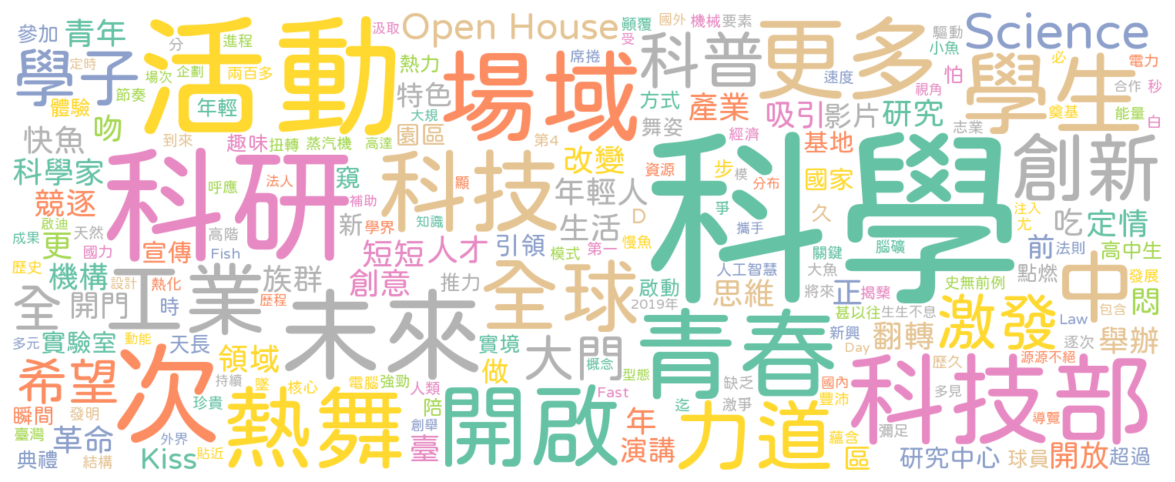 參加
青年
分
進程
活動
汲取
Open House
顛覆
受
國外
機械
要素
更多
驅動
小魚
Science
學子
定時
場次
企劃
兩百多
節奏
體驗
年輕
熱力
特色
大規
席捲
場域
科普
方式
舞姿
產業
速度
視角
吸引
影片
研究
怕
學生
必
電力
合作
秒
奠基
能量
白
快魚
吻
到來
趣味
扭轉
蒸汽機
高達
園區
第4
改變
經濟
志業
基地
科學家
競逐
科研
呼應
法人
窺
補助
新
科技
顯
學界
知識
年輕人
生活
資源
模
步
分布
D
爭
攜手
國家
久
科學
創新
吃
定情
注入
尤
成果
啟迪
天然
更
國力
宣傳
高階
Fish
短短
人才
引領
模式
第一
慢魚
人工智慧
大魚
關鍵
腦礦
前
法則
高中生
歷史
機構
設計
熱化
工業
族群
歷程
創意
推力
全球
啟動
2019年
思維
將來
正
揭櫫
甚以往
生生不息
史無前例
點燃
中
發展
包含
悶
全
開門
時
未來
大門
青春
新興
翻轉
激發
Law
逐次
舉辦
多元
實驗室
動能
天長
領域
實境
做
概念
Day
歷久
源源不絕
希望
次
持續
墜
核心
電腦
強勁
人類
Fast
型態
缺乏
國內
豐沛
多見
導覽
科技部
瞬間
發明
珍貴
熱舞
陪
創舉
開啟
迄
激爭
力道
蘊含
彌足
臺灣
革命
外界
貼近
臺
年
演講
區
典禮
結構
Kiss
研究中心
球員
開放
超過